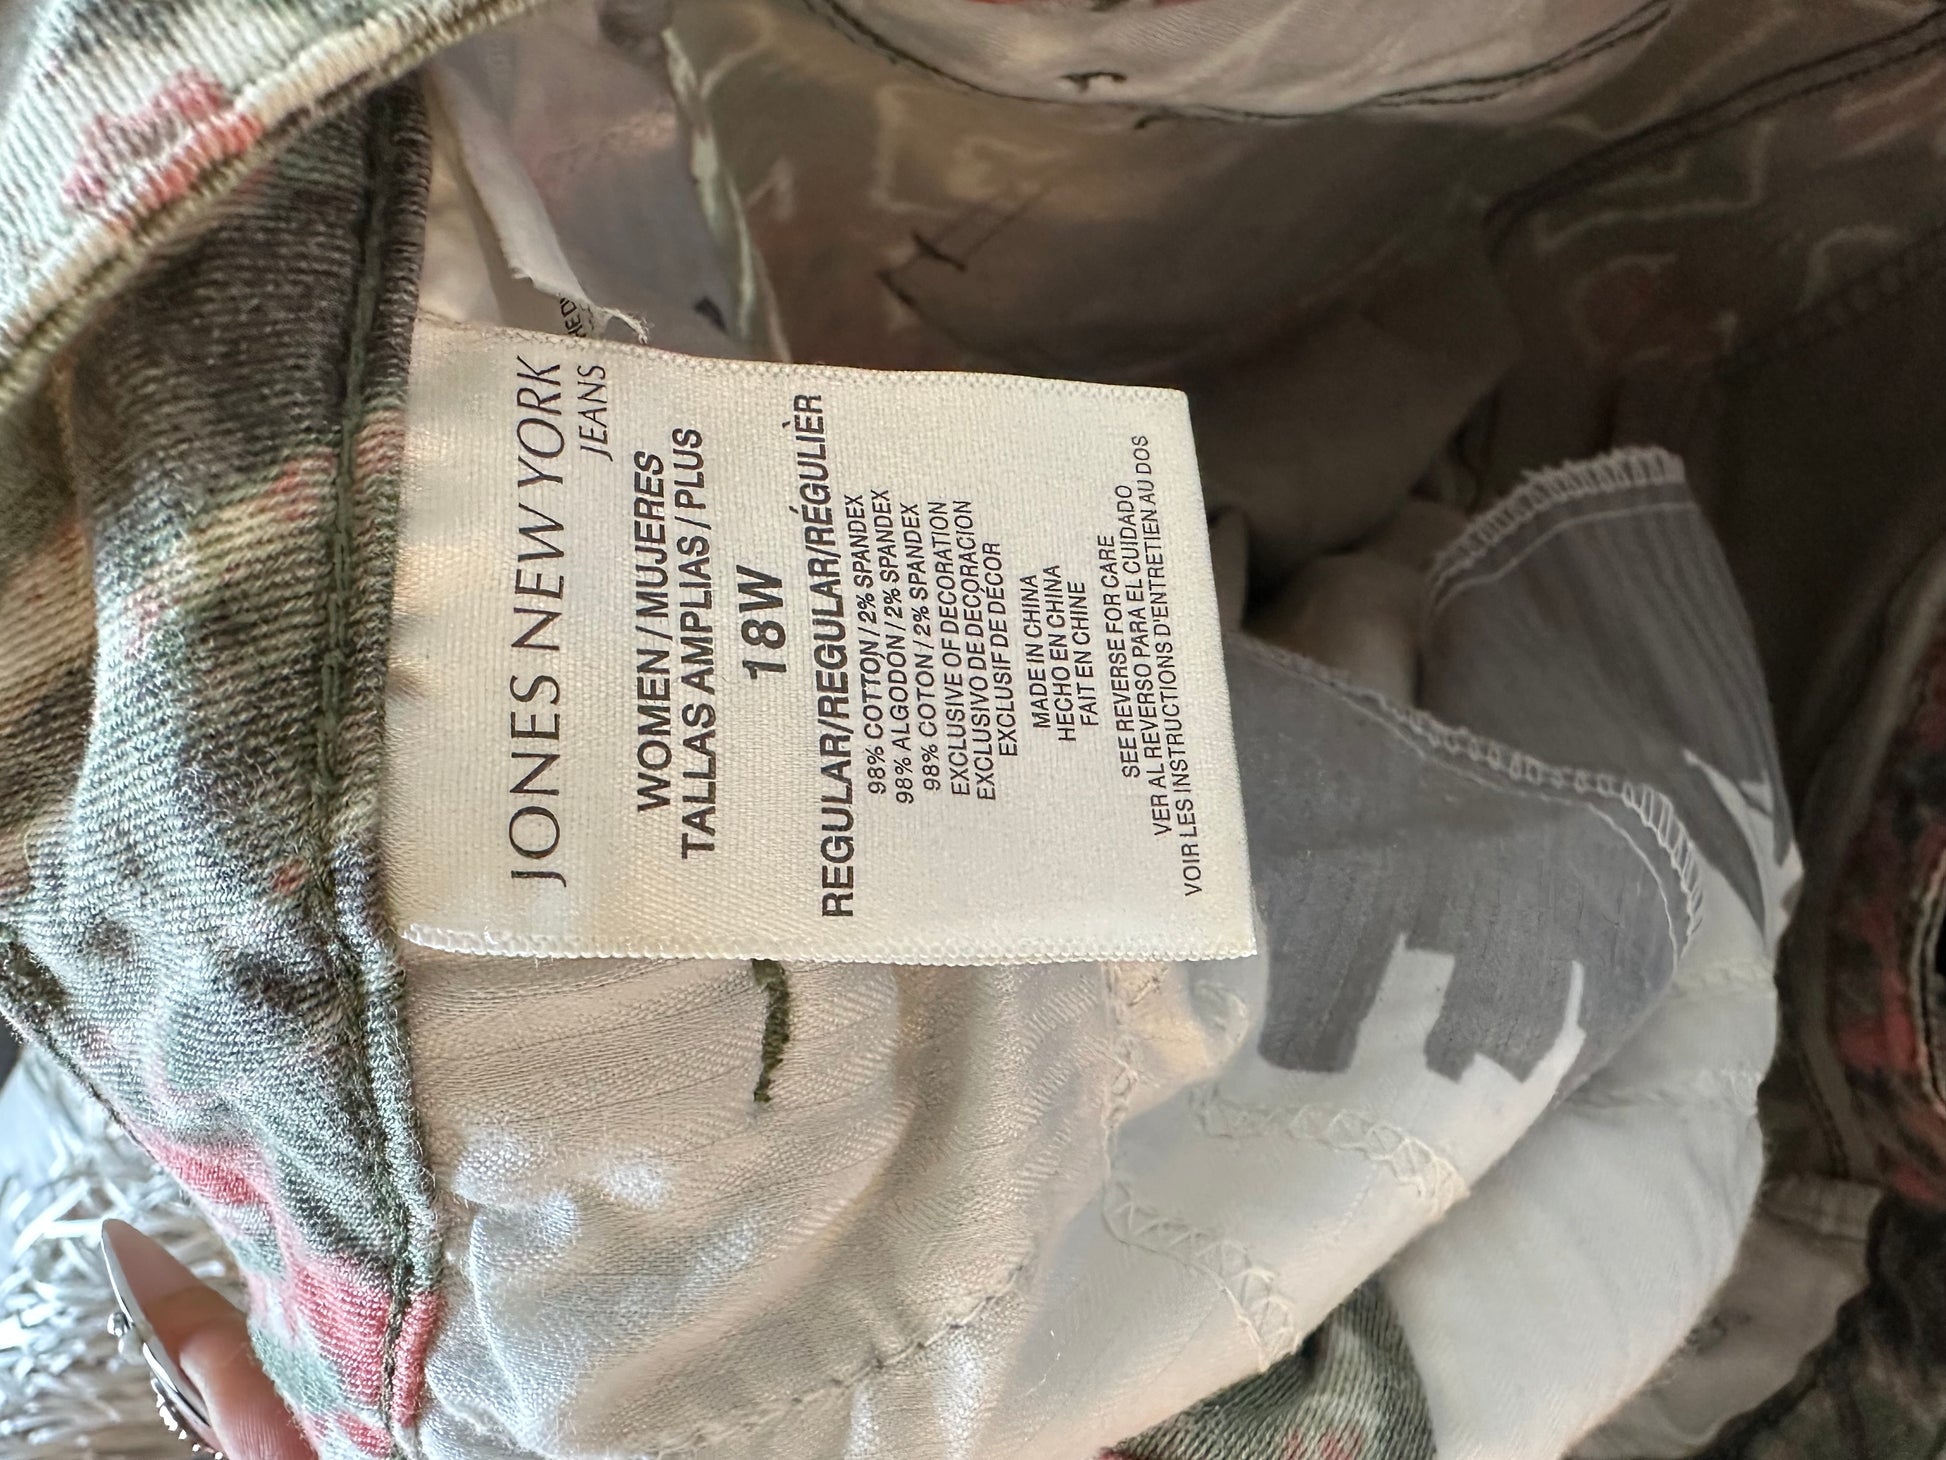 JONES NEW YORK
JEANS
WOMEN / MUJERES
TALLAS AMPLIAS / PLUS
18W
REGULAR/REGULAR/RÉGULIÈR
98% COTTON / 2% SPANDEX
98% ALGODÓN / 2% SPANDEX
98% COTON / 2% SPANDEX
EXCLUSIVE OF DECORATION
EXCLUSIVO DE DECORACION
EXCLUSIF DE DÉCOR
MADE IN CHINA
HECHO EN CHINA
FAIT EN CHINE
SEE REVERSE FOR CARE
VER AL REVERSO PARA EL CUIDADO
VOIR LES INSTRUCTIONS D'ENTRETIEN AU DOS